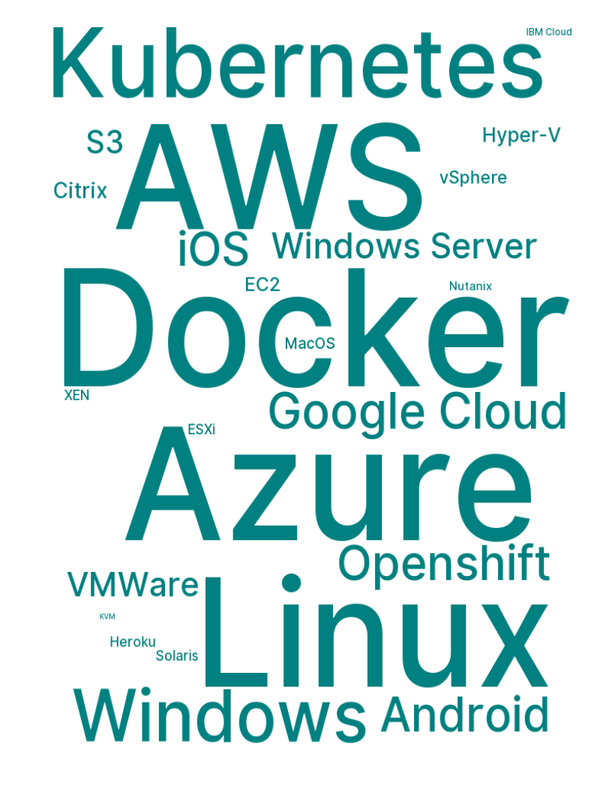 IBM Cloud
Kubernetes
S3
AWS
Hyper-V
Citrix
vSphere
iOS
Windows Server
EC2
Nutanix
Docker
MacOS
XEN
Google Cloud
ESXi
Azure
Openshift
VMWare
Linux
KVM
Heroku
Solaris
Windows
Android